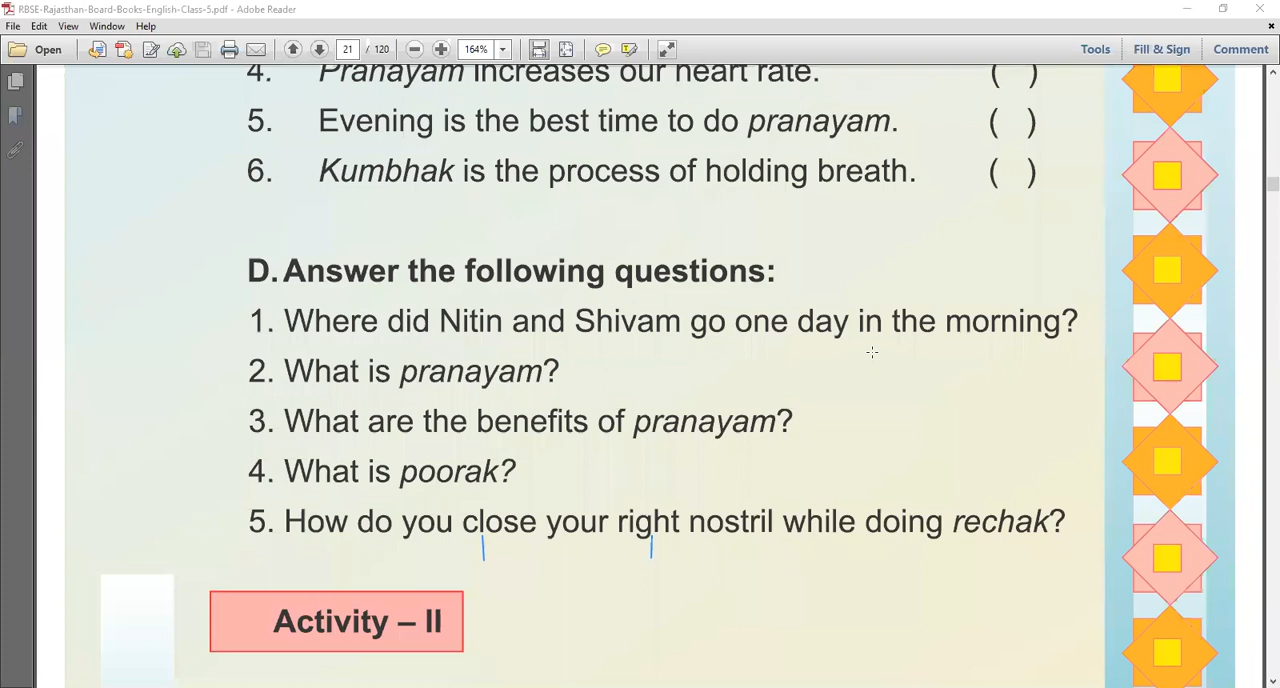 RBSE-Rajasthan-Board-Books-English-Class-5.pdf - Adobe Reader
File Edit View Window Help
Open 21 / 120 164% Tools Fill & Sign Comment
4. Pranayam increases our heart rate. ( )
5. Evening is the best time to do pranayam. ( )
6. Kumbhak is the process of holding breath. ( )
D. Answer the following questions:
1. Where did Nitin and Shivam go one day in the morning?
2. What is pranayam?
3. What are the benefits of pranayam?
4. What is poorak?
5. How do you close your right nostril while doing rechak?
Activity – II